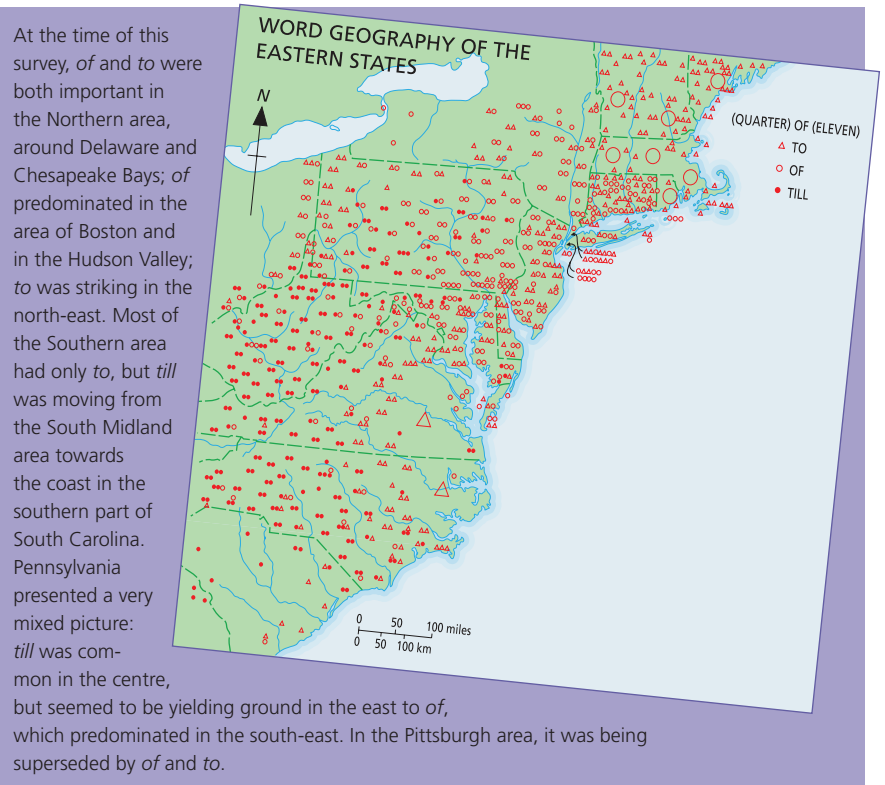 At the time of this
survey, of and to were
both important in
the Northern area,
around Delaware and
Chesapeake Bays; of
predominated in the
area of Boston and
in the Hudson Valley;
to was striking in the
north-east. Most of
the Southern area
had only to, but till
was moving from
the South Midland
area towards
the coast in the
southern part of
South Carolina.
Pennsylvania
presented a very
mixed picture:
till was com-
mon in the centre,
but seemed to be yielding ground in the east to of,
which predominated in the south-east. In the Pittsburgh area, it was being
superseded by of and to.
WORD GEOGRAPHY OF THE
EASTERN STATES
N
(QUARTER) OF (ELEVEN)
TO
OF
TILL
0 50 100 miles
0 50 100 km